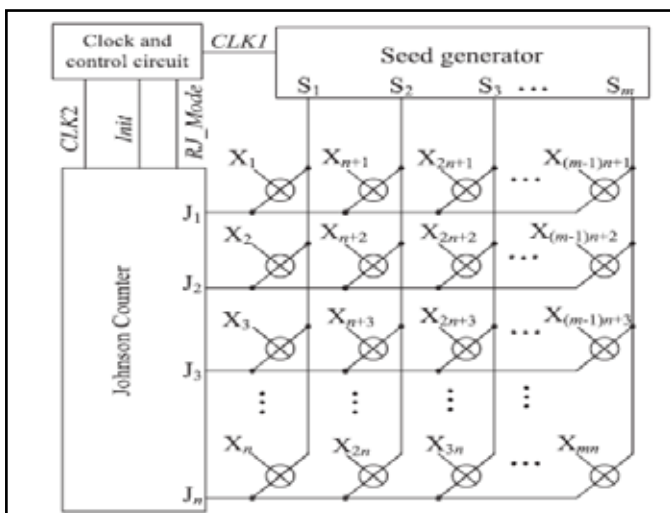 Clock and
control circuit
CLK1
Seed generator
S1 S2 S3 ••• Sm
CLK2
Init
RJ_Mode
X1 Xn+1 X2n+1 ••• X(m-1)n+1
J1
X2 Xn+2 X2n+2 ••• X(m-1)n+2
J2
X3 Xn+3 X2n+3 ••• X(m-1)n+3
J3
Johnson Counter
Xn X2n X3n ••• Xmn
Jn